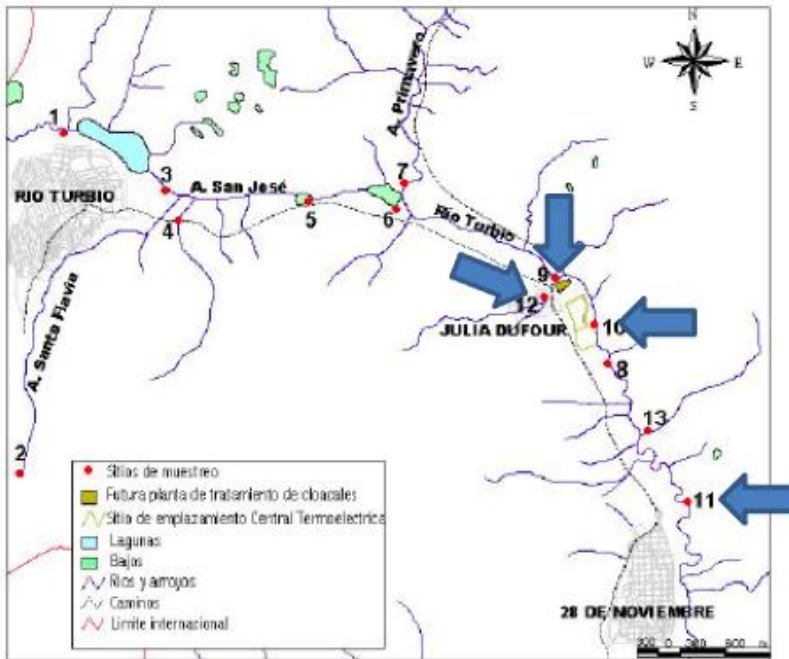 N
W E
S
A. Primavera
1
7
3
RIO TURBIO
A. San José
5
6
4
Rio Turbio
9
12
A. Santa Flavia
JULIA DUFOUR
10
8
13
2
11
Sitios de muestreo
Futura planta de tratamiento de cloacales
Sitio de emplazamiento Central Termoelectrica
Lagunas
Bajos
Rios y arroyos
Caminos
Limite internacional
28 DE NOVIEMBRE
0
m